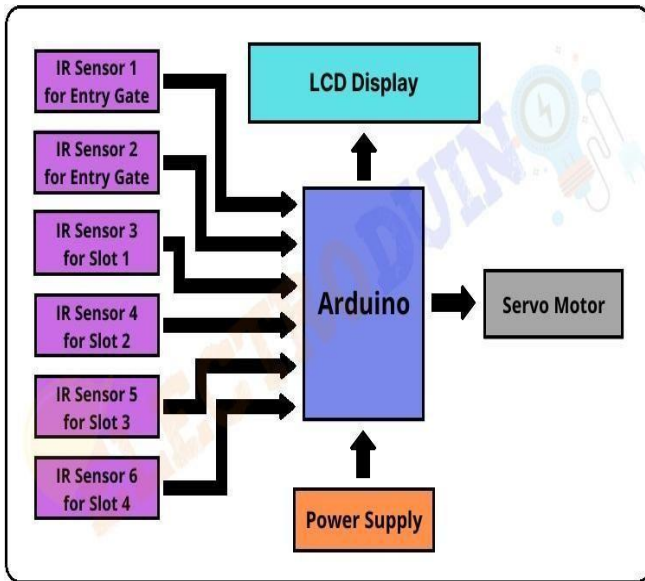 IR Sensor 1
for Entry Gate
LCD Display
IR Sensor 2
for Entry Gate
IR Sensor 3
for Slot 1
Arduino
Servo Motor
IR Sensor 4
for Slot 2
IR Sensor 5
for Slot 3
IR Sensor 6
for Slot 4
Power Supply
ELECTRODUINO